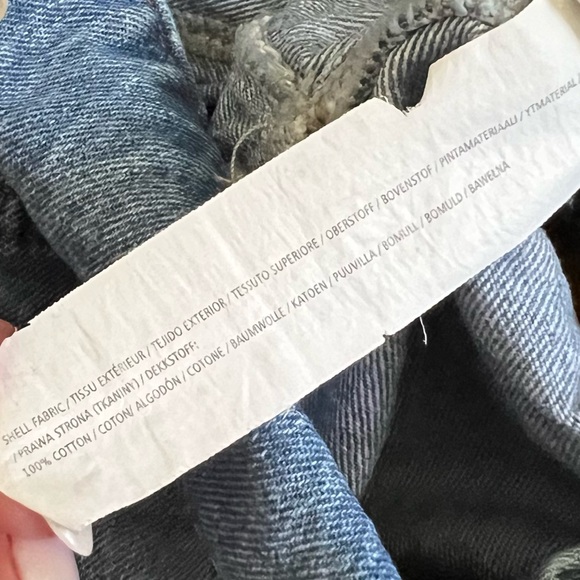 SHELL FABRIC / TISSU EXTÉRIEUR / TEJIDO EXTERIOR / TESSUTO SUPERIORE / OBERSTOFF / BOVENSTOF / PINTAMATERIAALI / YTMATERIAL
/ PRAWA STRONA (TKANINY) / DEKKSTOFF:
100% COTTON / COTON / ALGODÓN / COTONE / BAUMWOLLE / KATOEN / PUUVILLA / BOMULL / BOMULD / BAWEŁNA